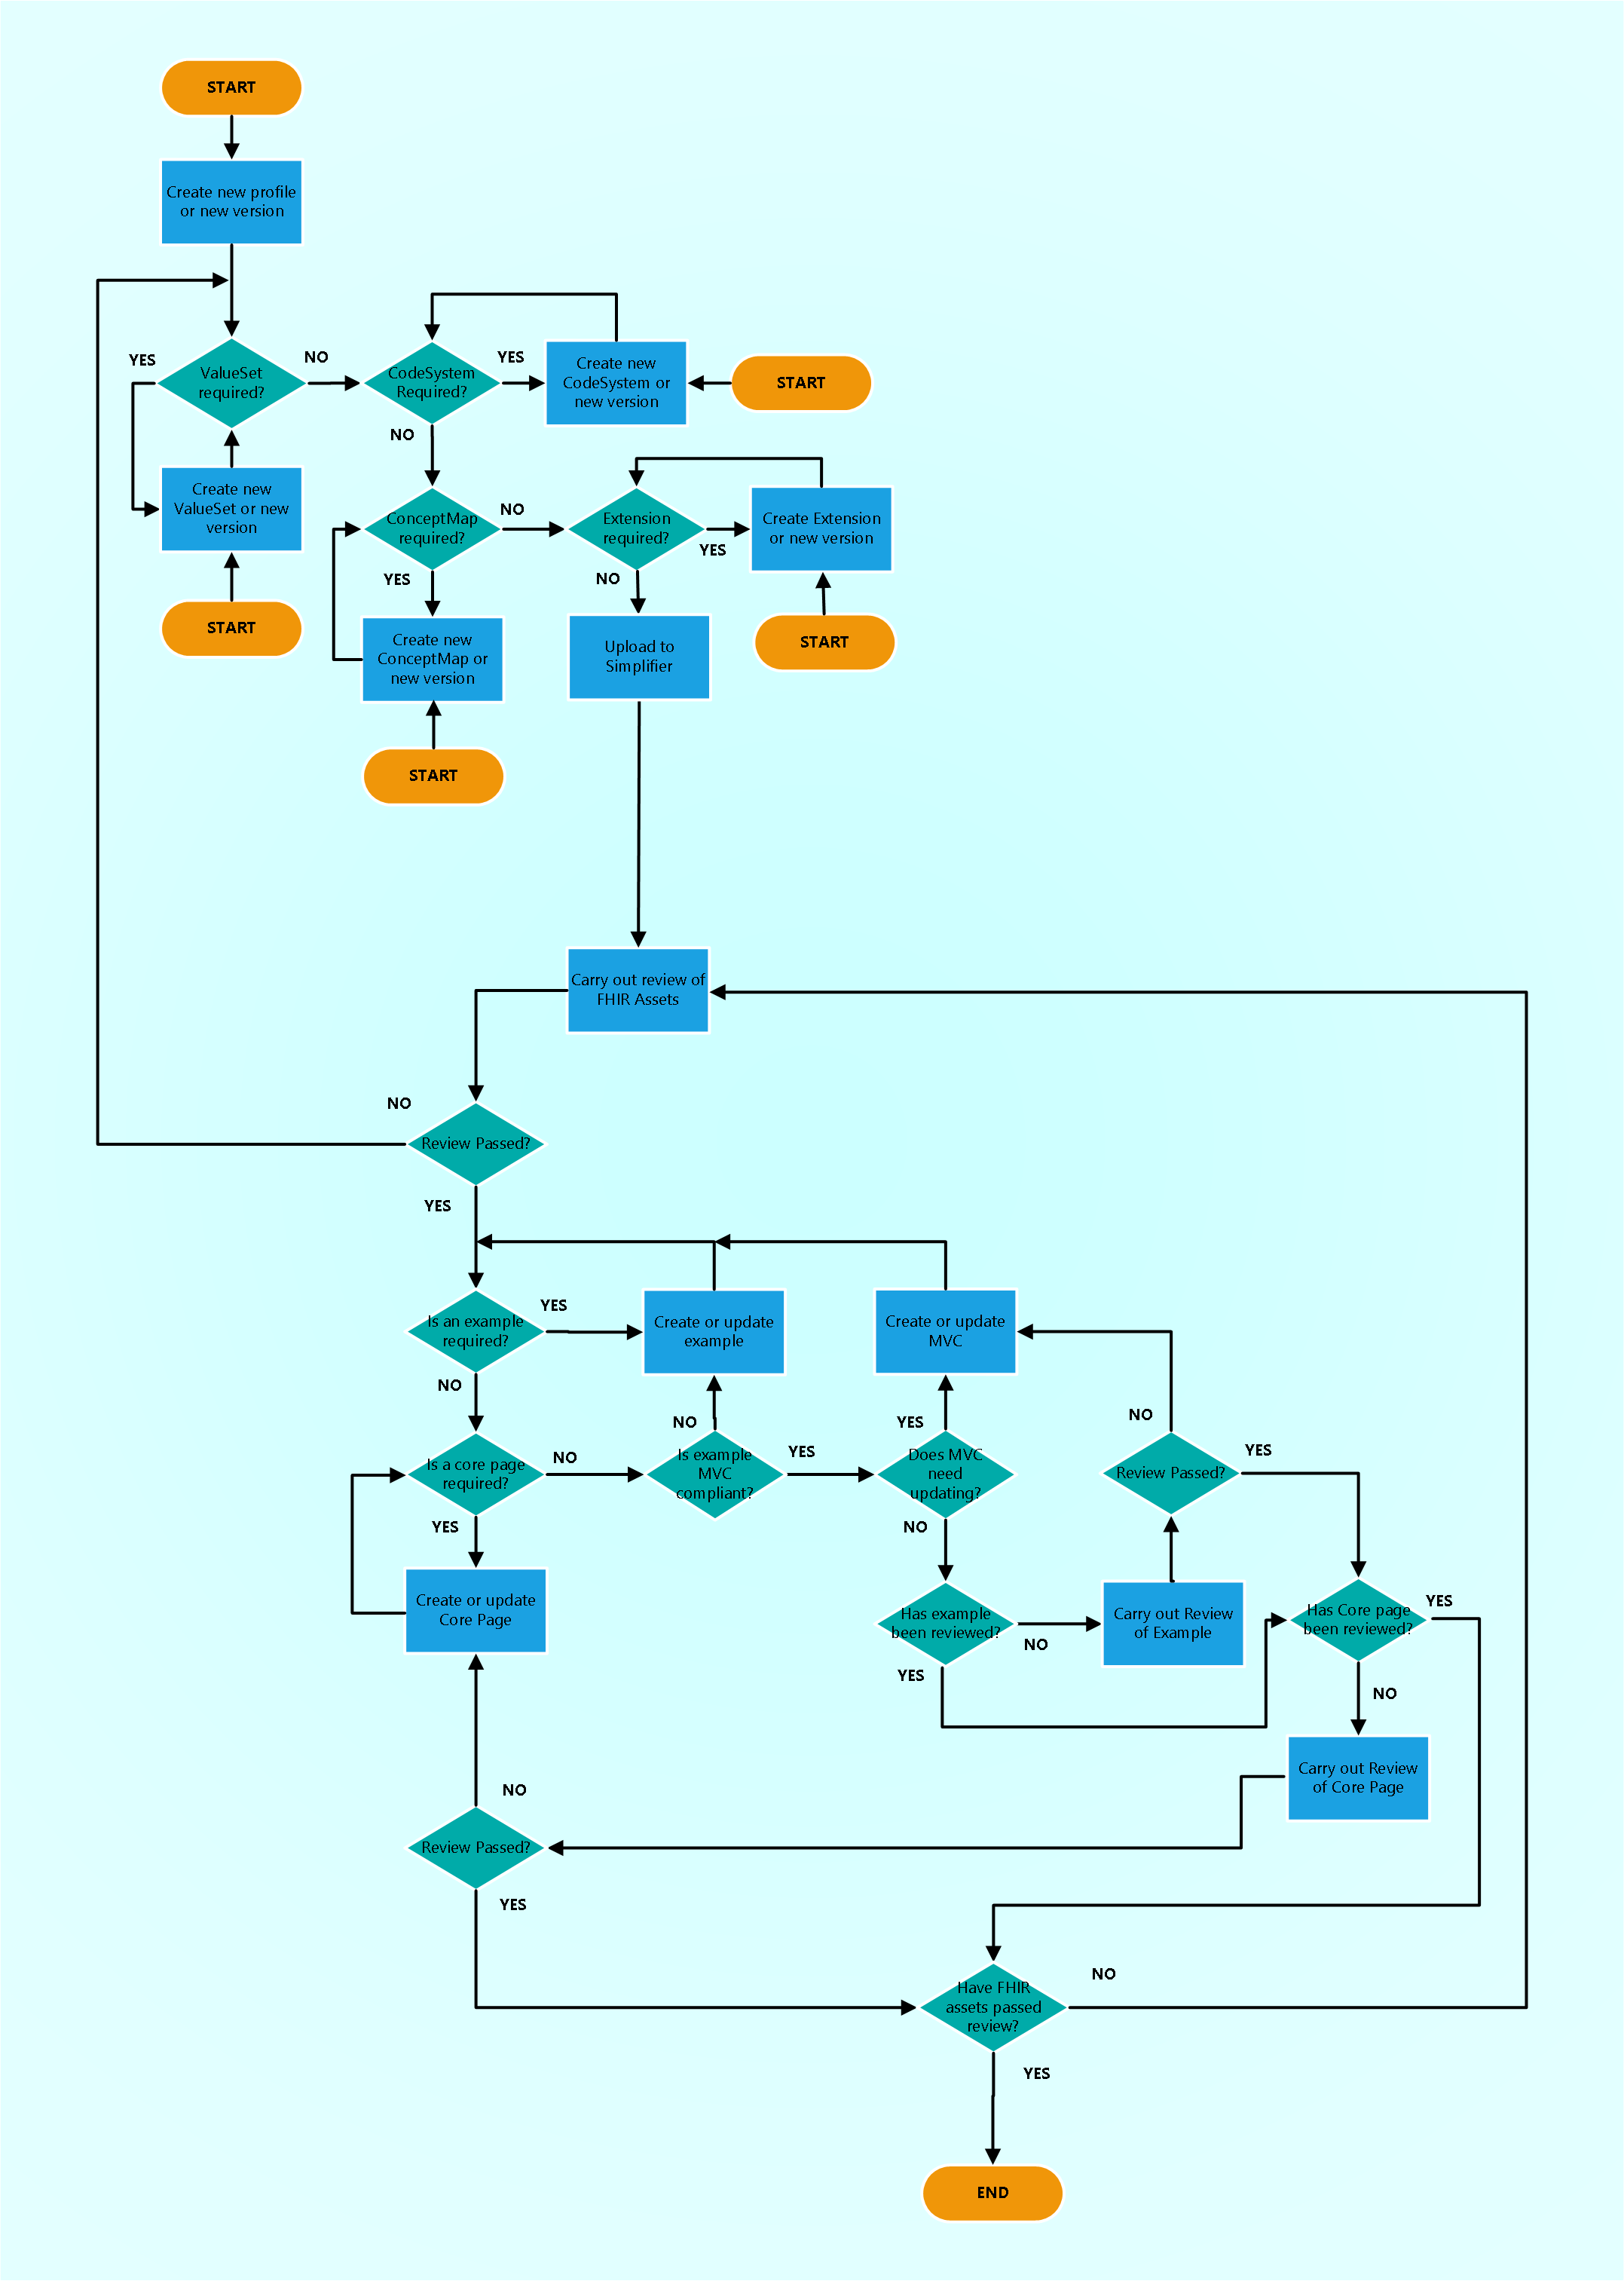 START
Create new profile
or new version
YES
ValueSet
required?
NO
CodeSystem
Required?
YES
Create new
CodeSystem or
new version
START
NO
Create new
ValueSet or new
version
START
ConceptMap
required?
NO
Extension
required?
YES
Create Extension
or new version
YES
NO
START
Create new
ConceptMap or
new version
Upload to
Simplifier
START
Carry out review of
FHIR Assets
NO
Review Passed?
YES
Is an example
required?
YES
Create or update
example
Create or update
MVC
NO
NO
YES
NO
Is a core page
required?
NO
Is example
MVC
compliant?
YES
Does MVC
need
updating?
Review Passed?
YES
YES
NO
Create or update
Core Page
Has example
been reviewed?
NO
Carry out Review
of Example
Has Core page
been reviewed?
YES
YES
NO
Carry out Review
of Core Page
NO
Review Passed?
YES
Have FHIR
assets passed
review?
NO
YES
END